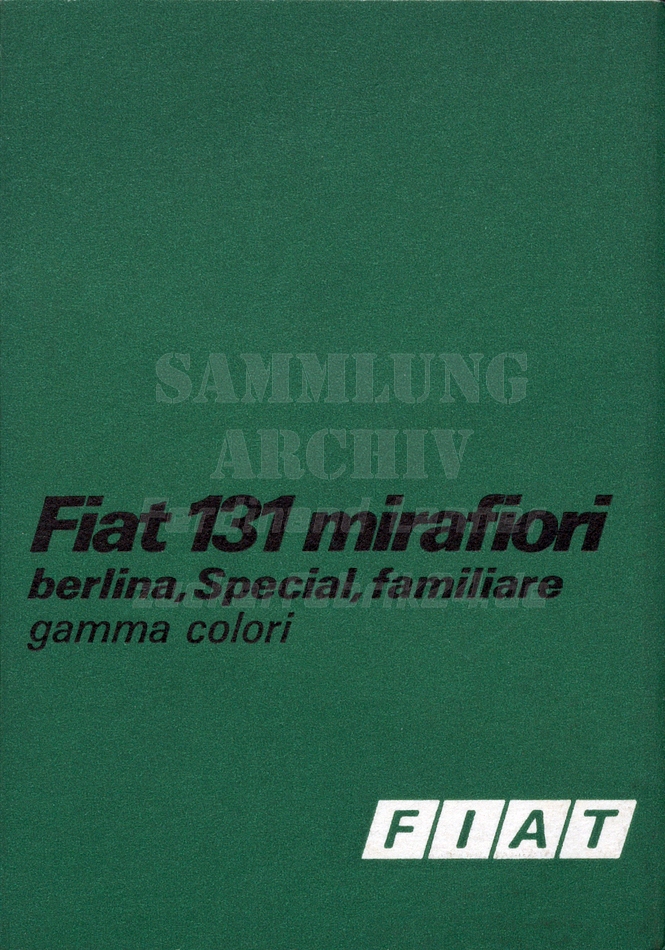 SAMMLUNG
ARCHIV
Fiat 131 mirafiori
berlina, Special, familiare
gamma colori
FIAT